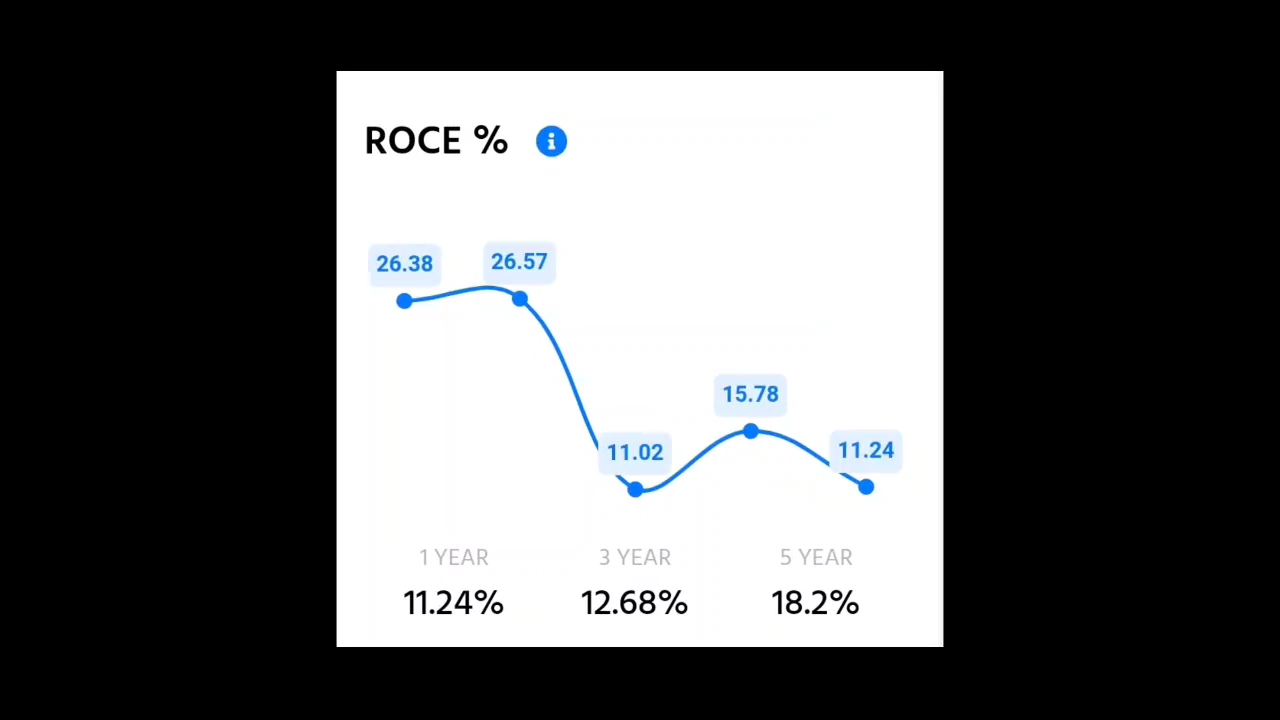 ROCE %
26.38 26.57
15.78
11.02 11.24
1 YEAR 3 YEAR 5 YEAR
11.24% 12.68% 18.2%